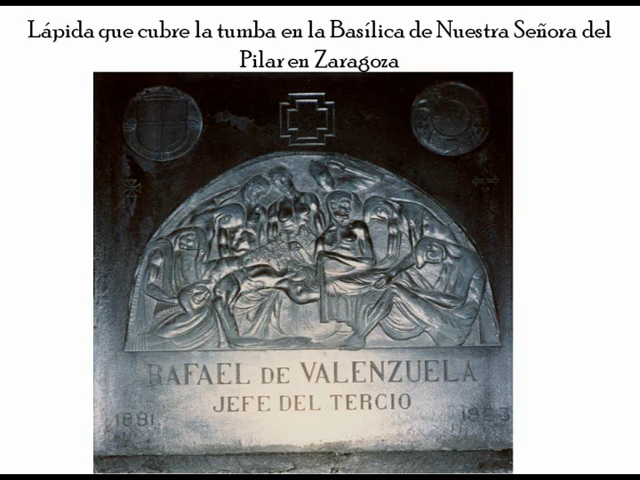 Lápida que cubre la tumba en la Basílica de Nuestra Señora del
Pilar en Zaragoza
RAFAEL DE VALENZUELA
JEFE DEL TERCIO
1881 1923